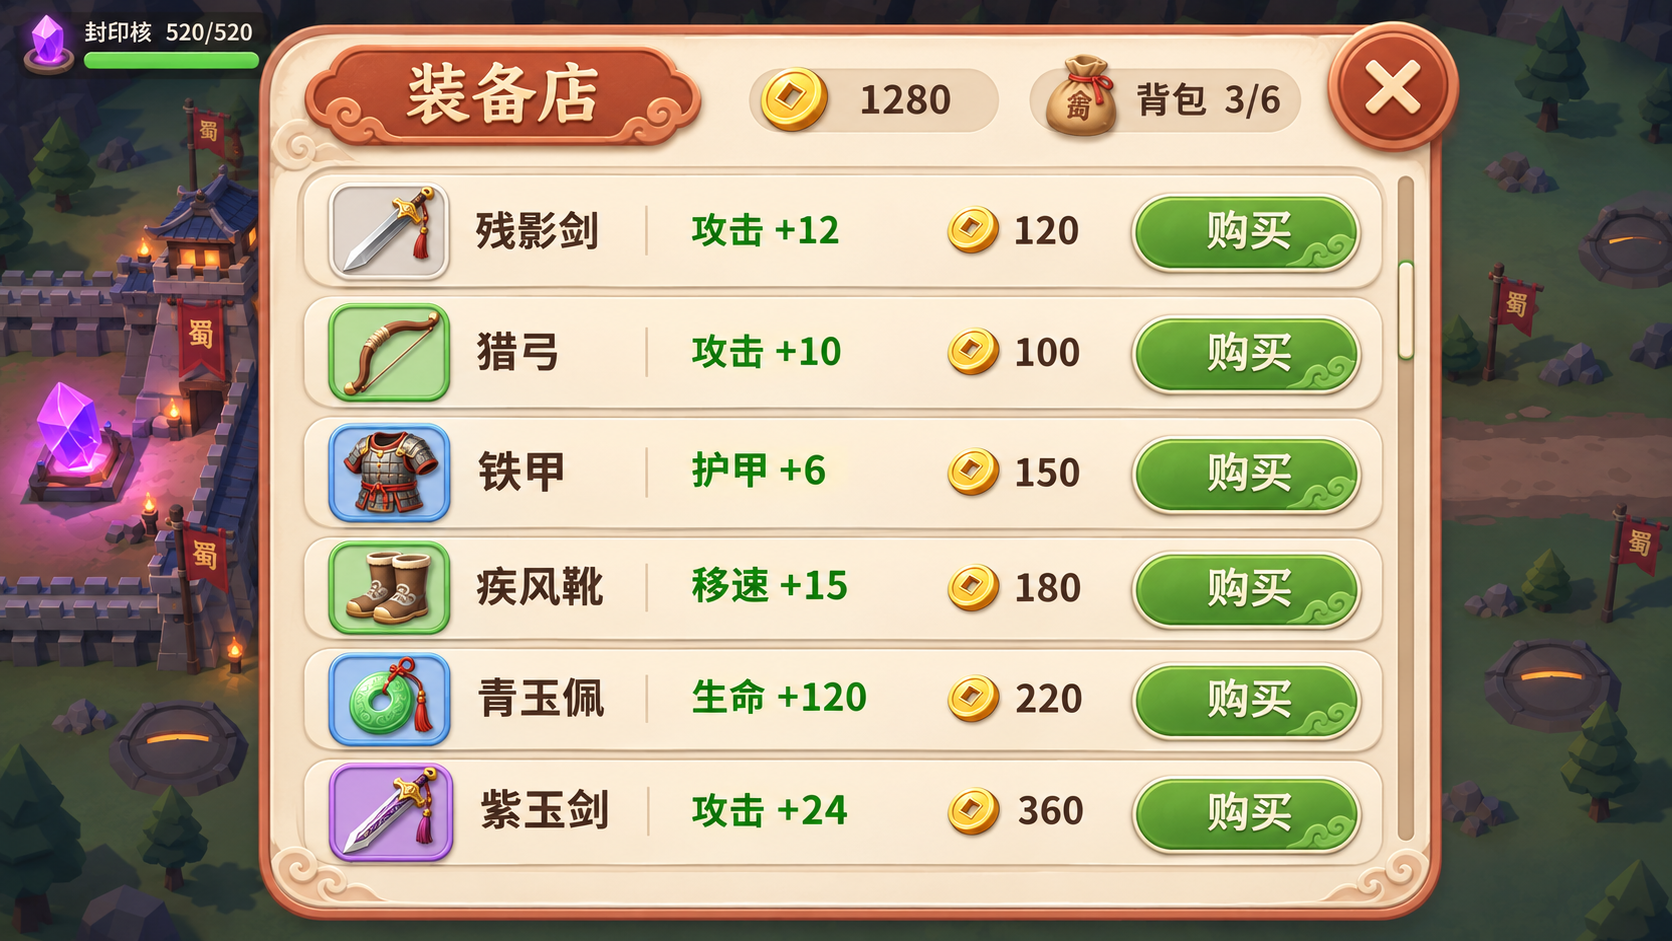 封印核 520/520
装备店
1280
背包 3/6
残影剑 攻击 +12 120 购买
猎弓 攻击 +10 100 购买
铁甲 护甲 +6 150 购买
疾风靴 移速 +15 180 购买
青玉佩 生命 +120 220 购买
紫玉剑 攻击 +24 360 购买
蜀
蜀
蜀
蜀
蜀